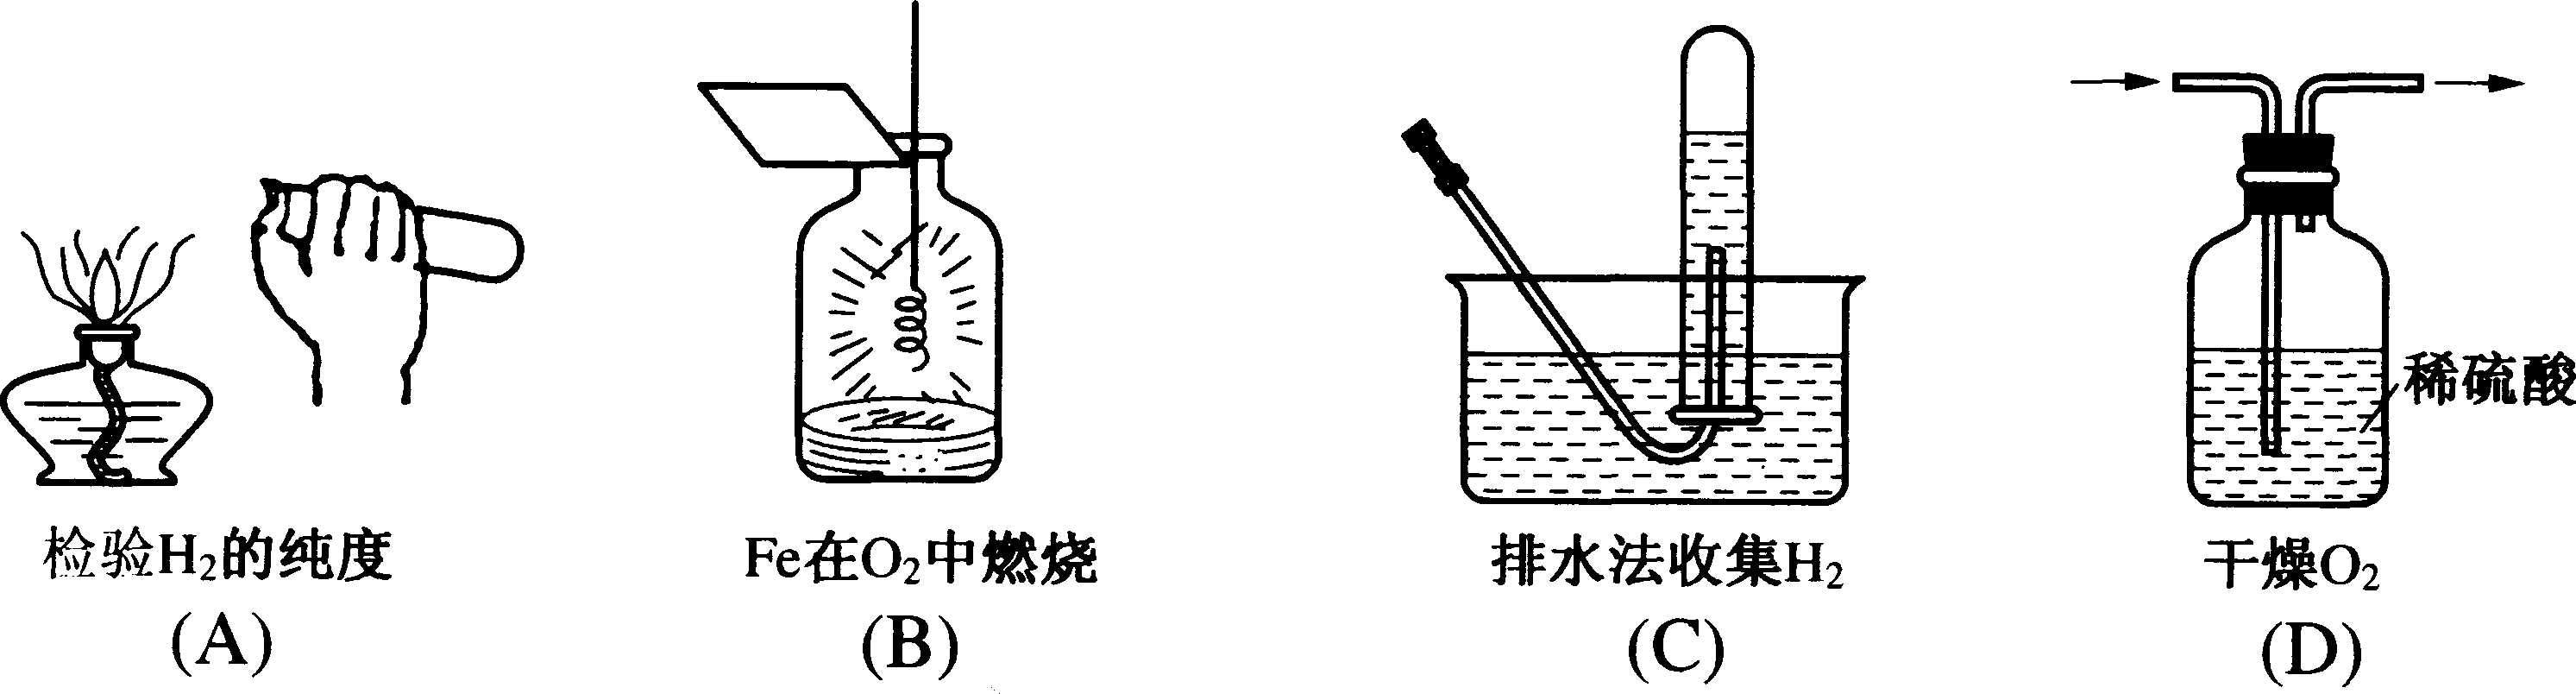 稀硫酸
检验H₂的纯度
Fe在O₂中燃烧
排水法收集H₂
干燥O₂
(A)
(B)
(C)
(D)